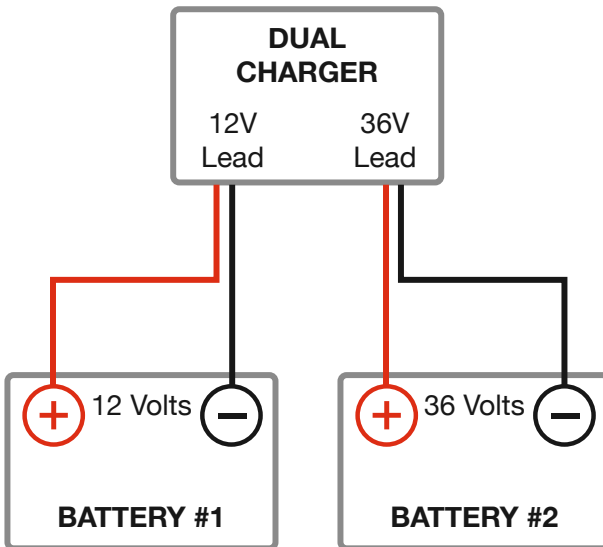 DUAL
CHARGER
12V 36V
Lead Lead
+ 12 Volts − + 36 Volts −
BATTERY #1 BATTERY #2